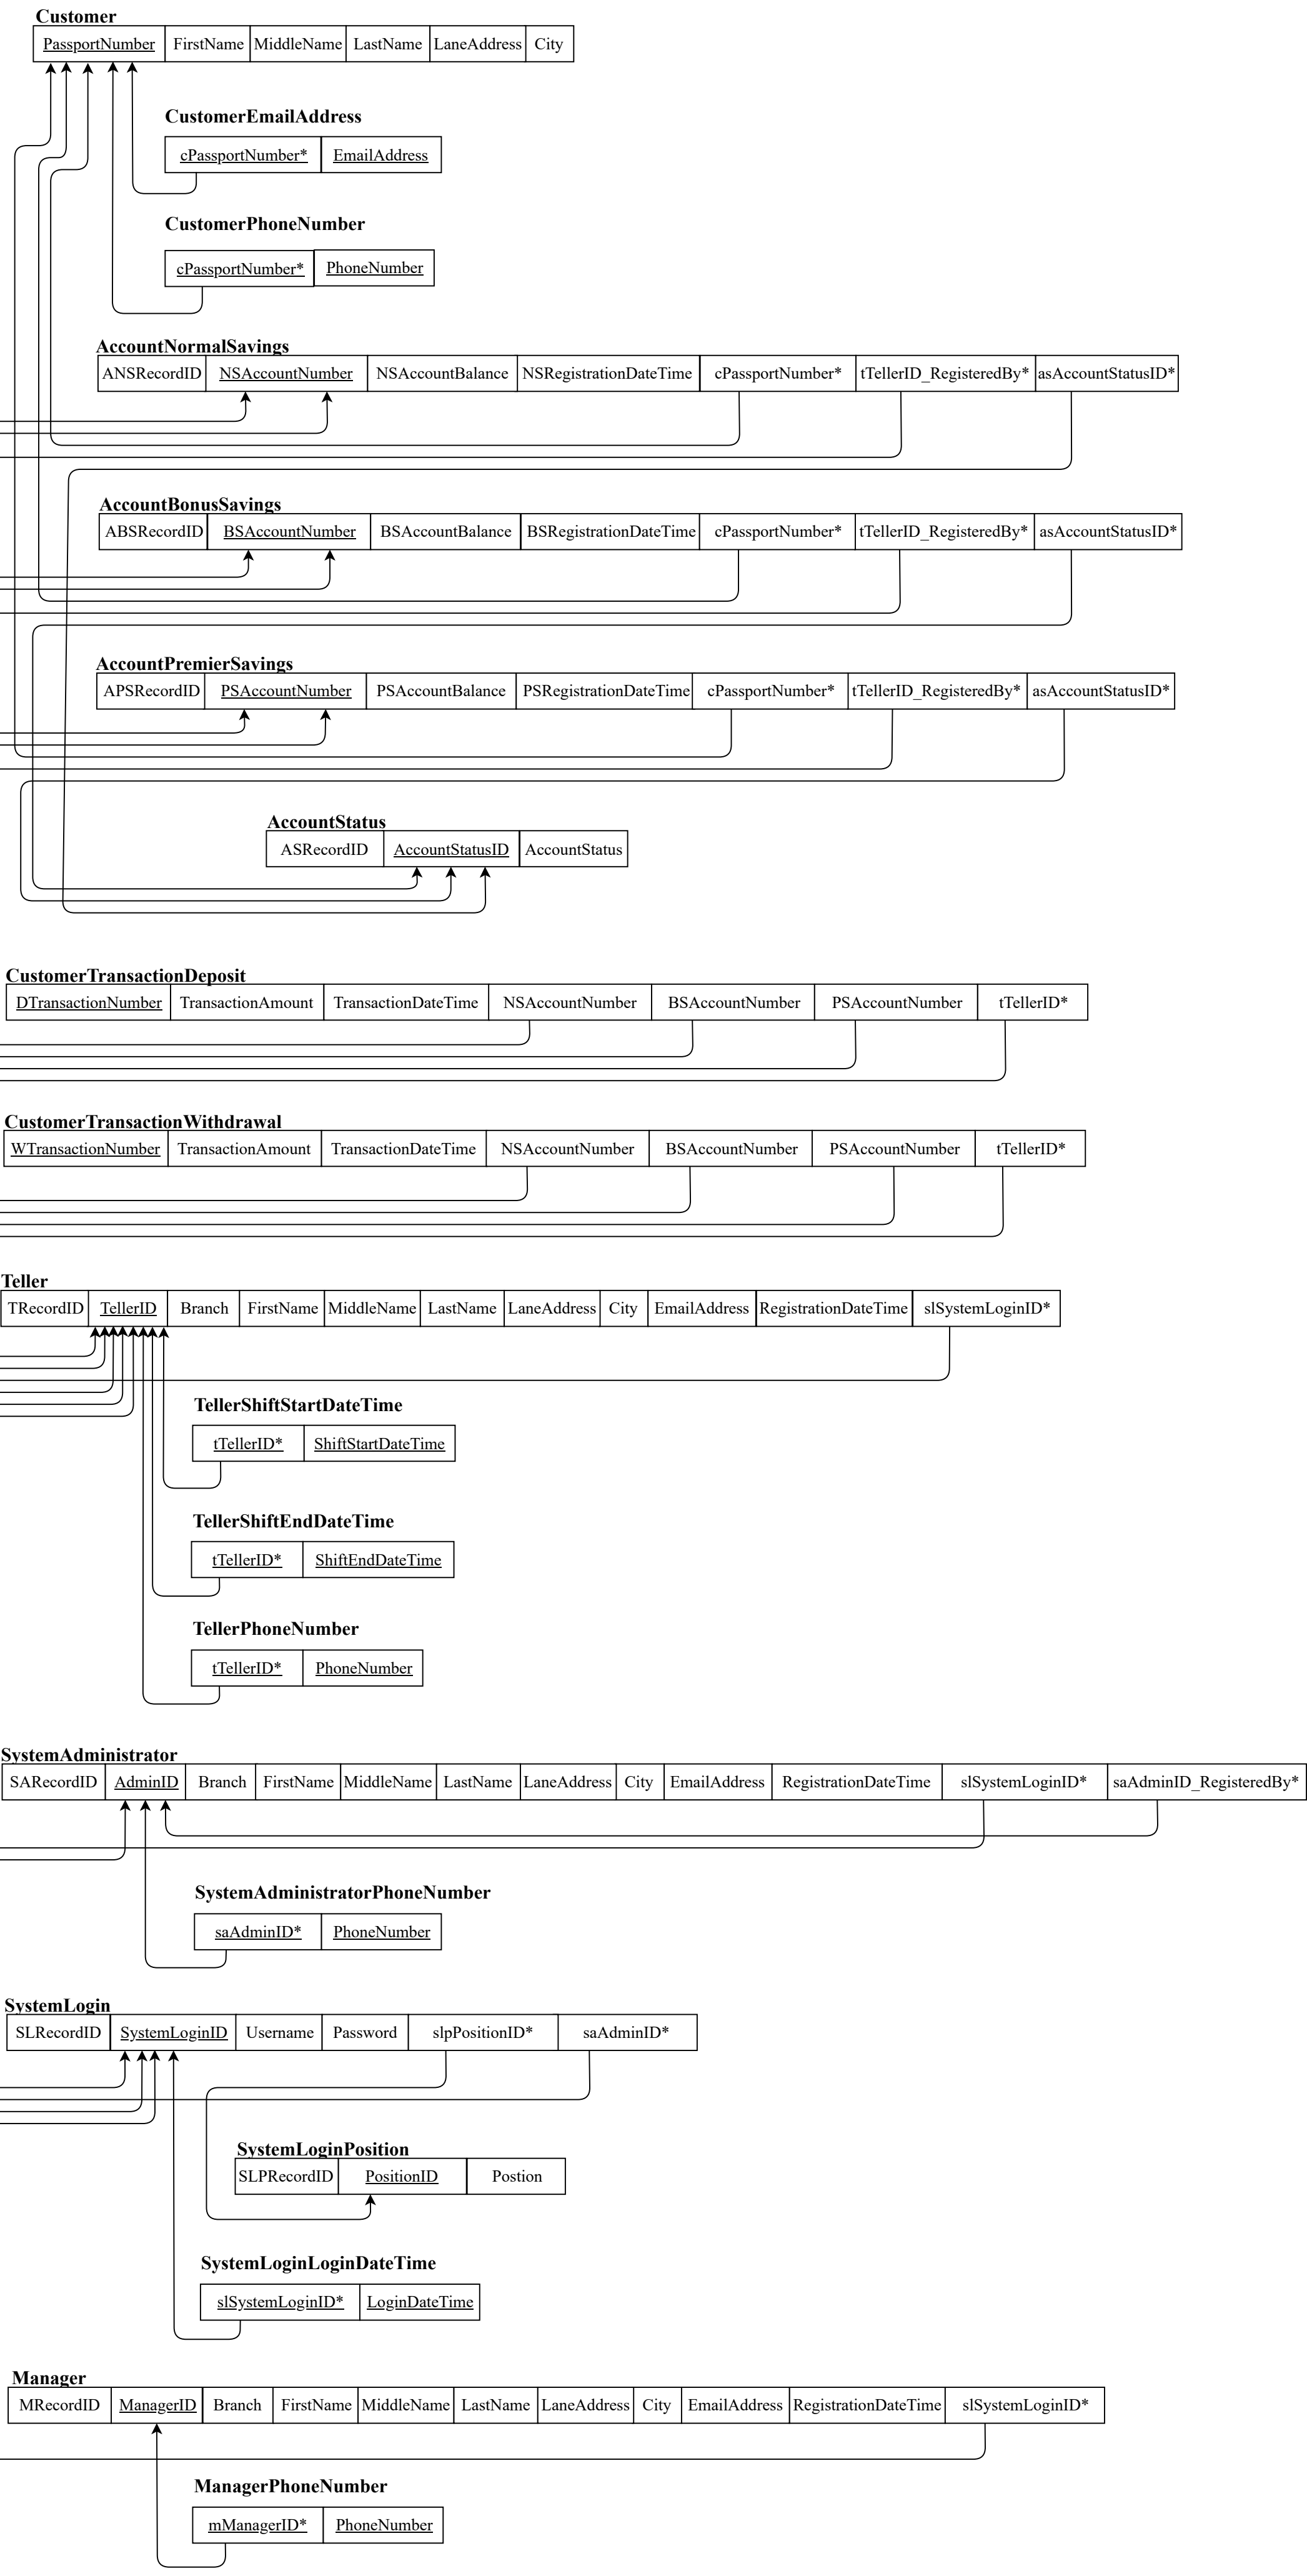 Customer
PassportNumber FirstName MiddleName LastName LaneAddress City
CustomerEmailAddress
cPassportNumber* EmailAddress
CustomerPhoneNumber
cPassportNumber* PhoneNumber
AccountNormalSavings
ANSRecordID NSAccountNumber NSAccountBalance NSRegistrationDateTime cPassportNumber* tTellerID_RegisteredBy* asAccountStatusID*
AccountBonusSavings
ABSRecordID BSAccountNumber BSAccountBalance BSRegistrationDateTime cPassportNumber* tTellerID_RegisteredBy* asAccountStatusID*
AccountPremierSavings
APSRecordID PSAccountNumber PSAccountBalance PSRegistrationDateTime cPassportNumber* tTellerID_RegisteredBy* asAccountStatusID*
AccountStatus
ASRecordID AccountStatusID AccountStatus
CustomerTransactionDeposit
DTransactionNumber TransactionAmount TransactionDateTime NSAccountNumber BSAccountNumber PSAccountNumber tTellerID*
CustomerTransactionWithdrawal
WTransactionNumber TransactionAmount TransactionDateTime NSAccountNumber BSAccountNumber PSAccountNumber tTellerID*
Teller
TRecordID TellerID Branch FirstName MiddleName LastName LaneAddress City EmailAddress RegistrationDateTime slSystemLoginID*
TellerShiftStartDateTime
tTellerID* ShiftStartDateTime
TellerShiftEndDateTime
tTellerID* ShiftEndDateTime
TellerPhoneNumber
tTellerID* PhoneNumber
SystemAdministrator
SARecordID AdminID Branch FirstName MiddleName LastName LaneAddress City EmailAddress RegistrationDateTime slSystemLoginID* saAdminID_RegisteredBy*
SystemAdministratorPhoneNumber
saAdminID* PhoneNumber
SystemLogin
SLRecordID SystemLoginID Username Password slpPositionID* saAdminID*
SystemLoginPosition
SLPRecordID PositionID Postion
SystemLoginLoginDateTime
slSystemLoginID* LoginDateTime
Manager
MRecordID ManagerID Branch FirstName MiddleName LastName LaneAddress City EmailAddress RegistrationDateTime slSystemLoginID*
ManagerPhoneNumber
mManagerID* PhoneNumber